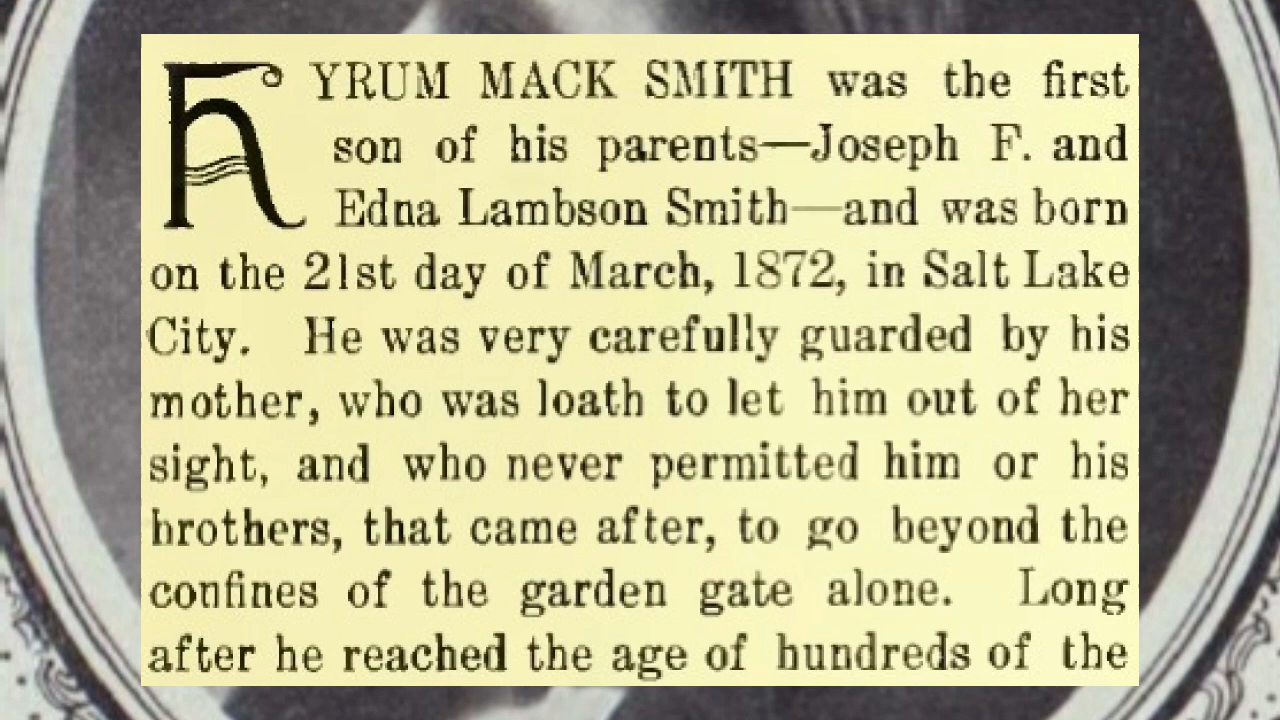 HYRUM MACK SMITH was the first
son of his parents—Joseph F. and
Edna Lambson Smith—and was born
on the 21st day of March, 1872, in Salt Lake
City. He was very carefully guarded by his
mother, who was loath to let him out of her
sight, and who never permitted him or his
brothers, that came after, to go beyond the
confines of the garden gate alone. Long
after he reached the age of hundreds of the